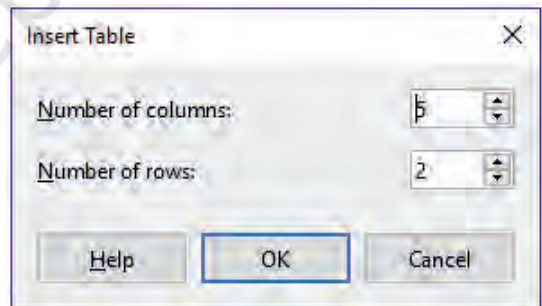 Insert Table
Number of columns: 5
Number of rows: 2
Help OK Cancel